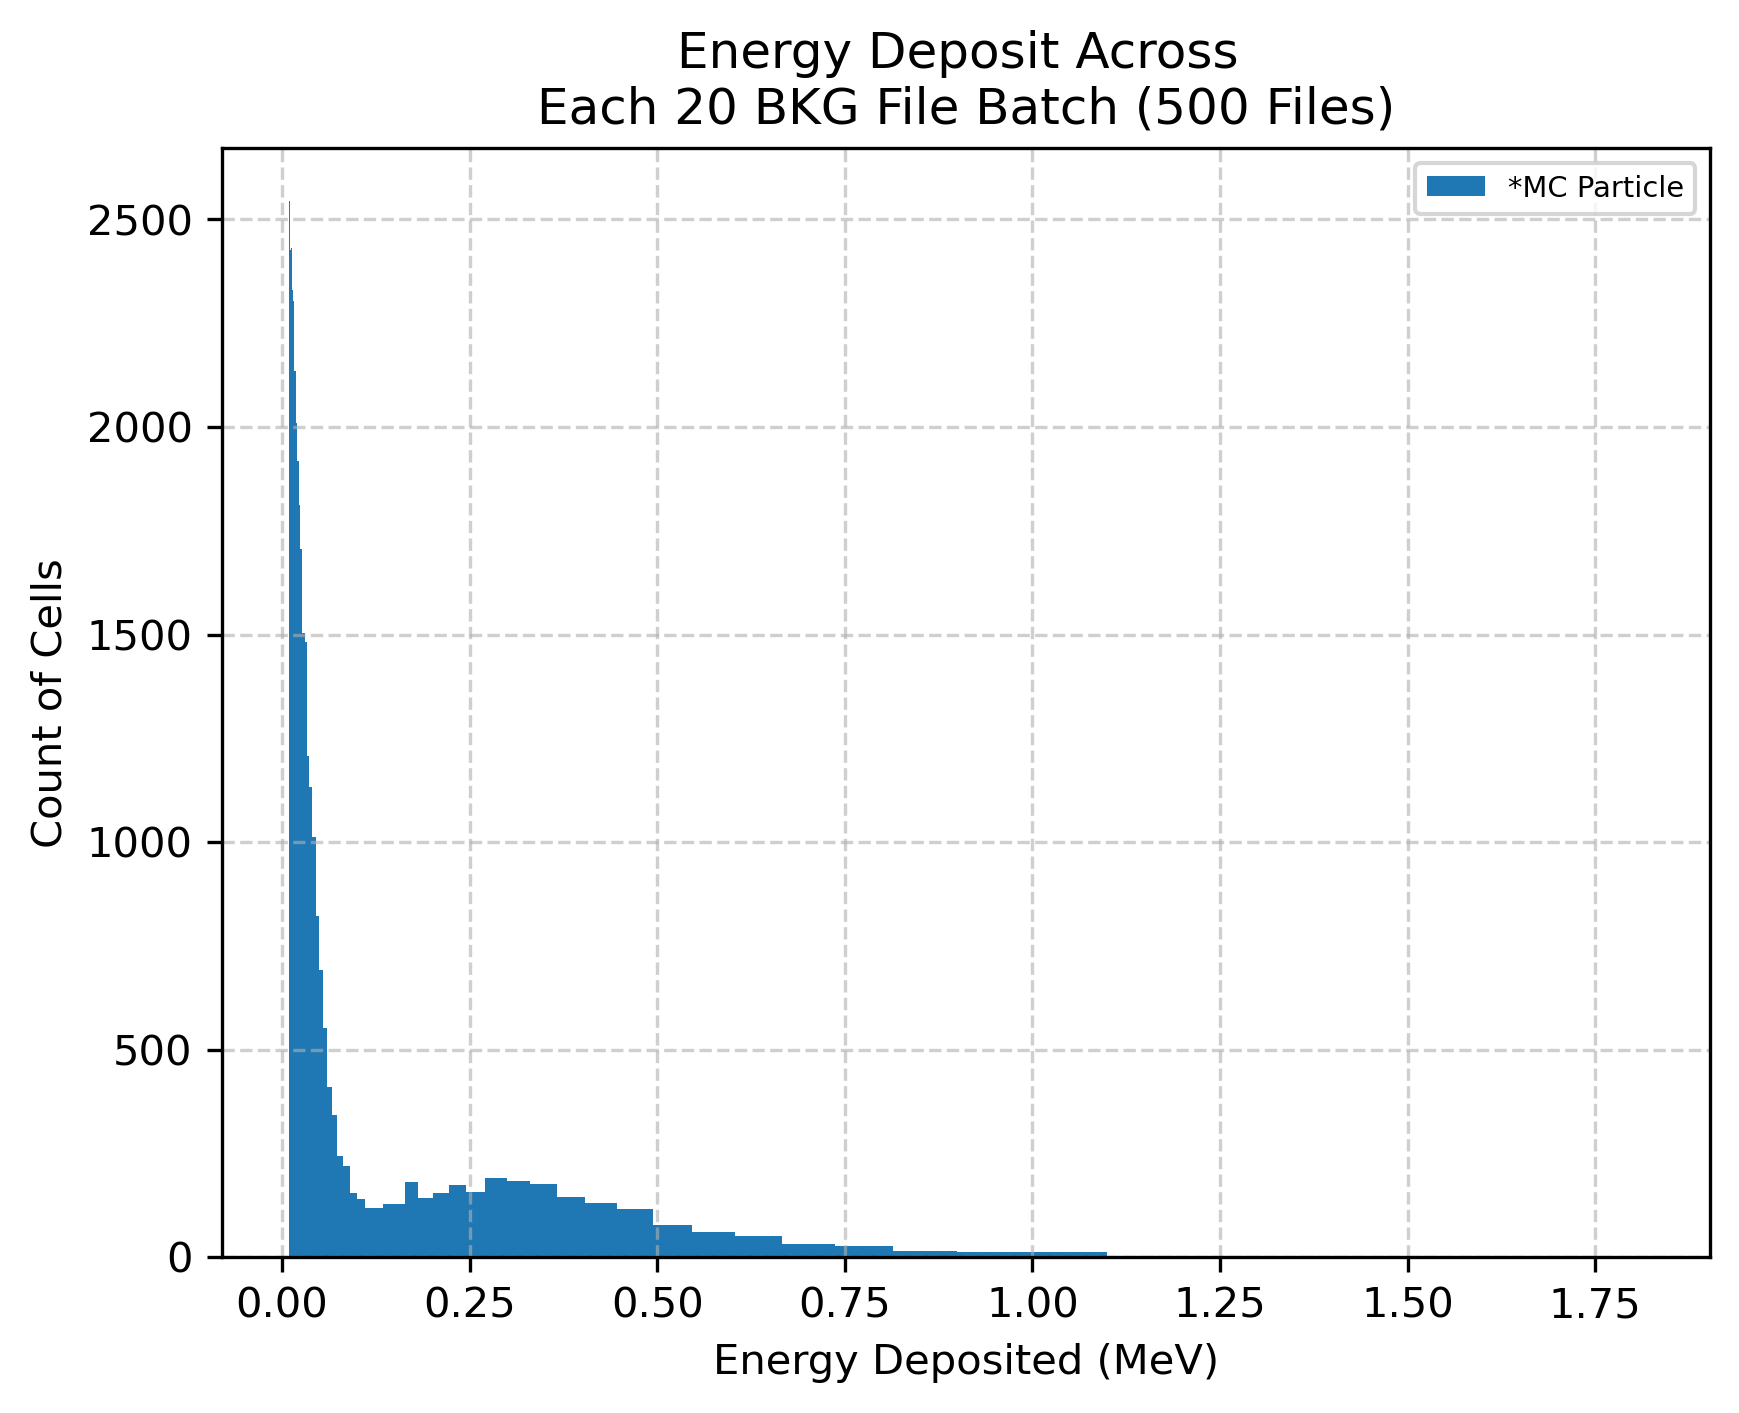 Energy Deposit Across
Each 20 BKG File Batch (500 Files)
*MC Particle
2500
2000
1500
1000
500
0
Count of Cells
0.00 0.25 0.50 0.75 1.00 1.25 1.50 1.75
Energy Deposited (MeV)